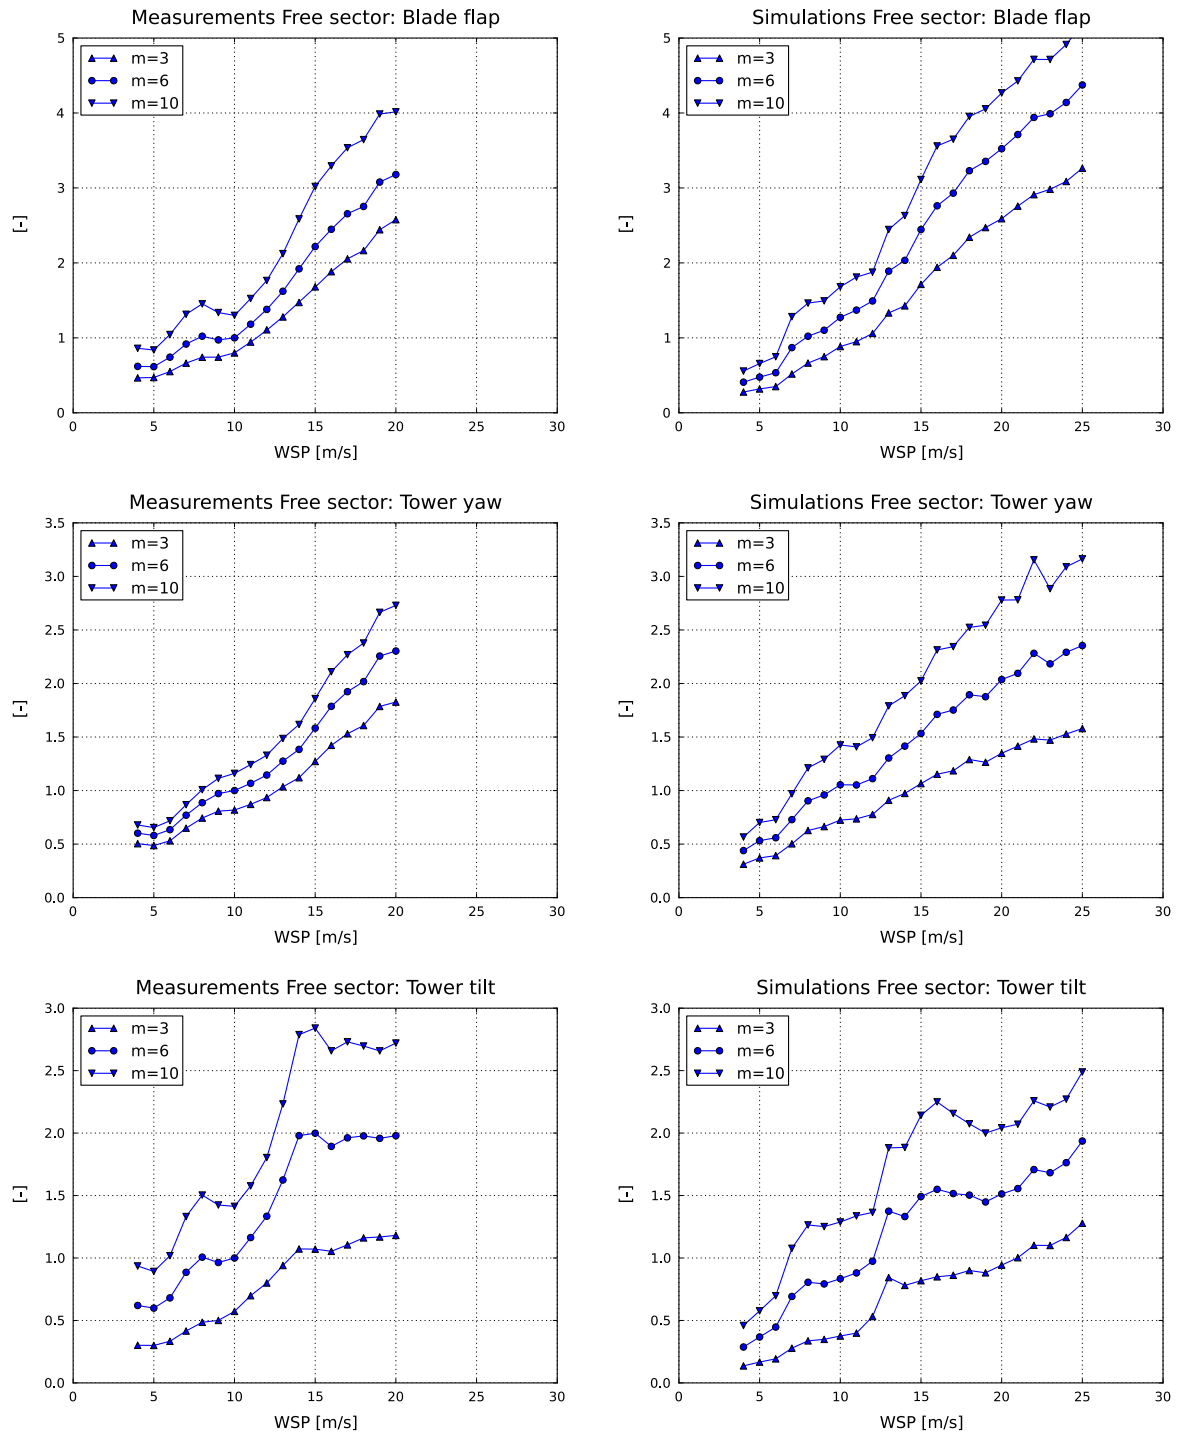 Measurements Free sector: Blade flap
5
4
3
2
1
0
[-]
m=3
m=6
m=10
0 5 10 15 20 25 30
WSP [m/s]
Simulations Free sector: Blade flap
5
4
3
2
1
0
[-]
m=3
m=6
m=10
0 5 10 15 20 25 30
WSP [m/s]
Measurements Free sector: Tower yaw
3.5
3.0
2.5
2.0
1.5
1.0
0.5
0.0
[-]
m=3
m=6
m=10
0 5 10 15 20 25 30
WSP [m/s]
Simulations Free sector: Tower yaw
3.5
3.0
2.5
2.0
1.5
1.0
0.5
0.0
[-]
m=3
m=6
m=10
0 5 10 15 20 25 30
WSP [m/s]
Measurements Free sector: Tower tilt
3.0
2.5
2.0
1.5
1.0
0.5
0.0
[-]
m=3
m=6
m=10
0 5 10 15 20 25 30
WSP [m/s]
Simulations Free sector: Tower tilt
3.0
2.5
2.0
1.5
1.0
0.5
0.0
[-]
m=3
m=6
m=10
0 5 10 15 20 25 30
WSP [m/s]